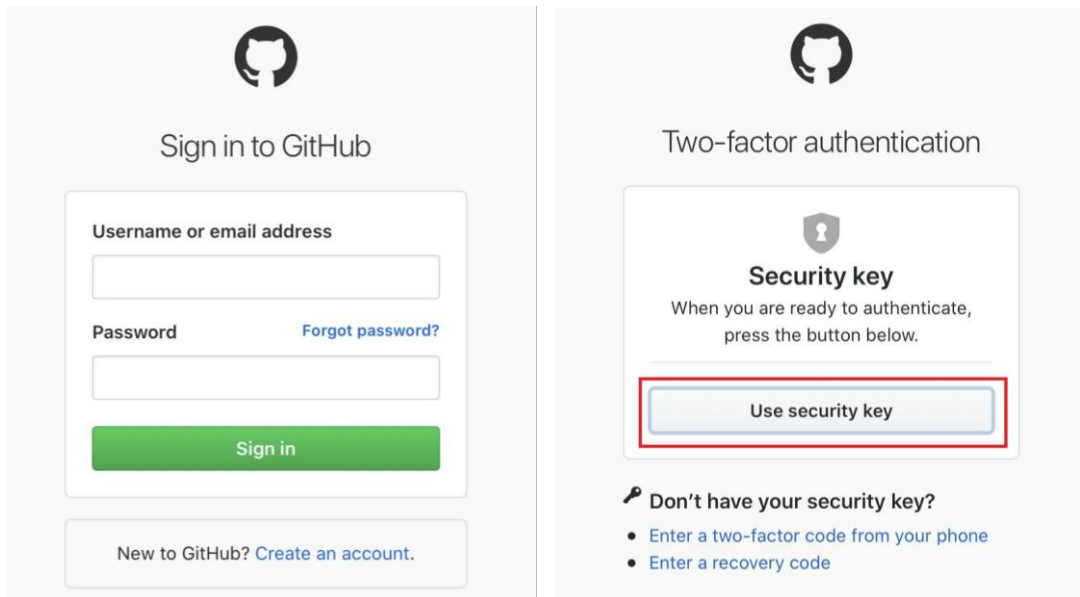 Sign in to GitHub
Username or email address
Password
Forgot password?
Sign in
New to GitHub? Create an account.
Two-factor authentication
Security key
When you are ready to authenticate,
press the button below.
Use security key
Don’t have your security key?
Enter a two-factor code from your phone
Enter a recovery code